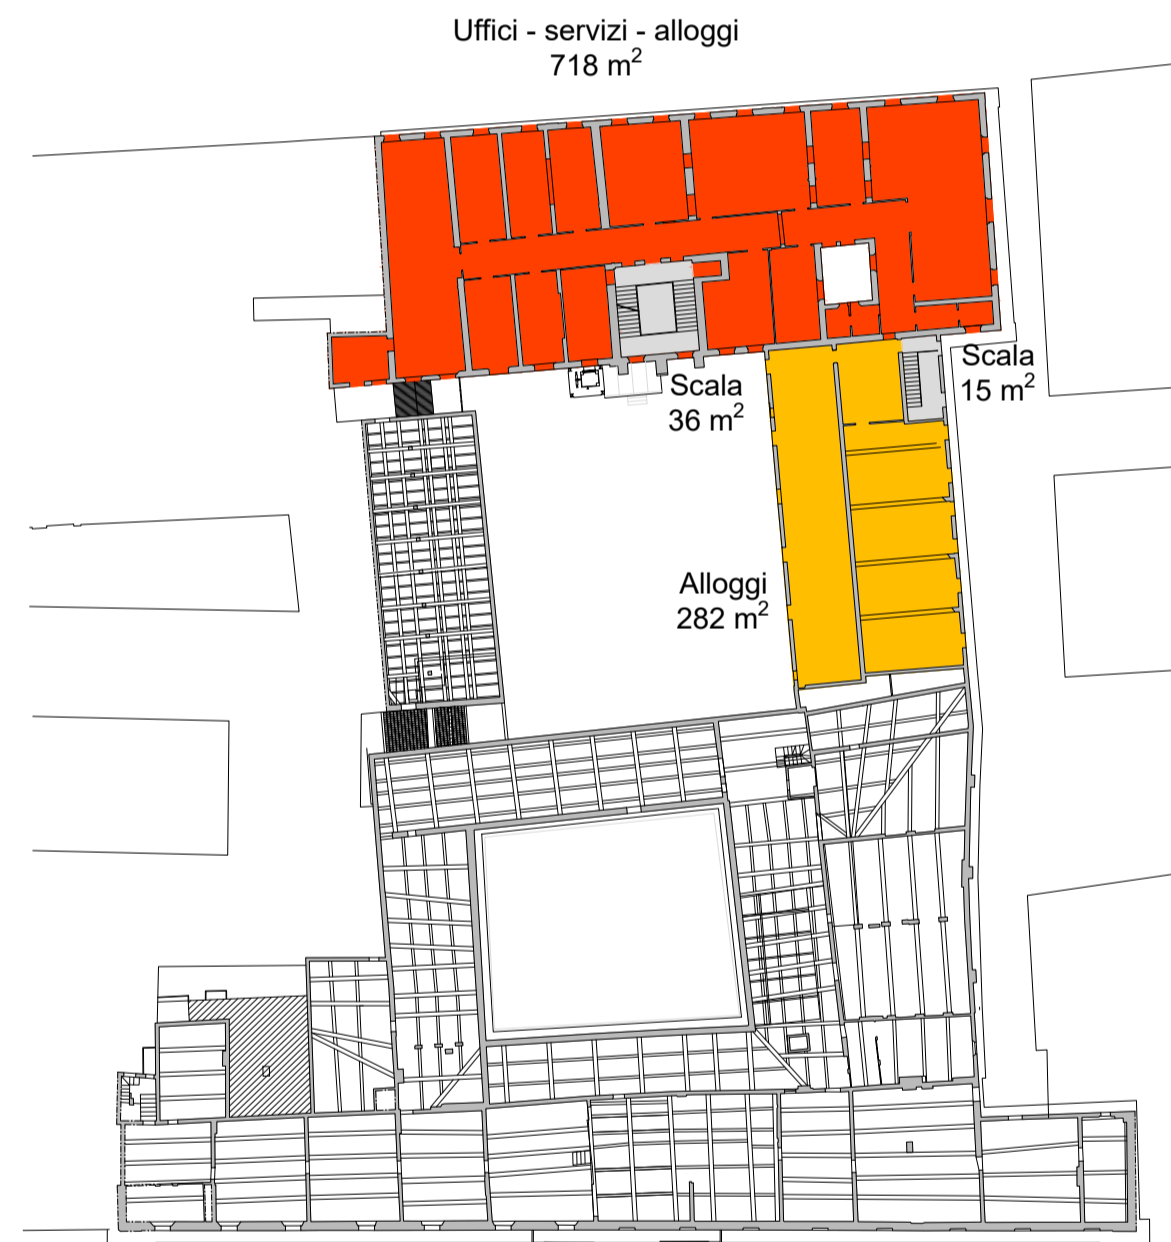 Uffici - servizi - alloggi
718 m²
Scala
36 m²
Scala
15 m²
Alloggi
282 m²